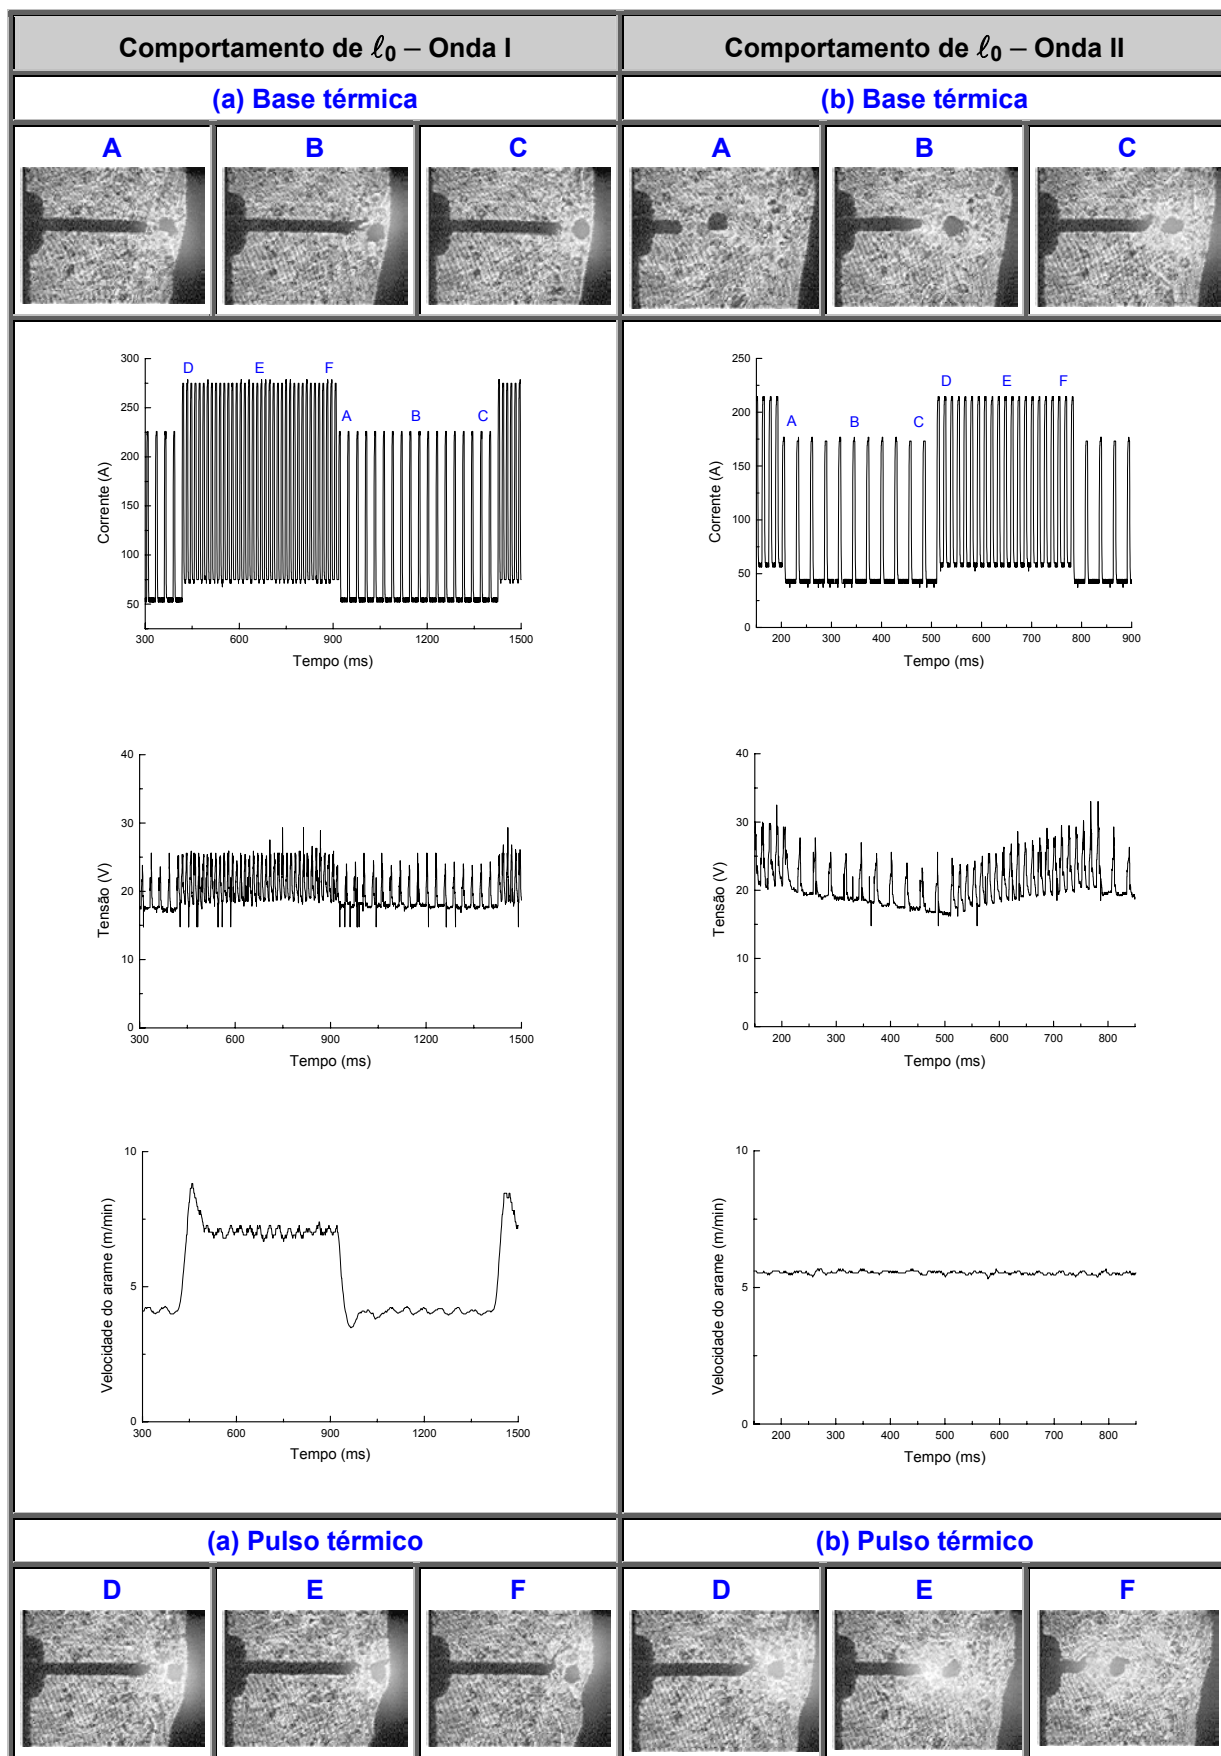 Comportamento de ℓ0 – Onda I
Comportamento de ℓ0 – Onda II
(a) Base térmica
(b) Base térmica
A B C
A B C
300
250
200
150
100
50
Corrente (A)
D E F
A B C
300 600 900 1200 1500
Tempo (ms)
250
200
150
100
50
0
Corrente (A)
D E F
A B C
200 300 400 500 600 700 800 900
Tempo (ms)
40
30
20
10
0
Tensão (V)
300 600 900 1200 1500
Tempo (ms)
40
30
20
10
0
Tensão (V)
200 300 400 500 600 700 800
Tempo (ms)
10
5
0
Velocidade do arame (m/min)
300 600 900 1200 1500
Tempo (ms)
10
5
0
Velocidade do arame (m/min)
200 300 400 500 600 700 800
Tempo (ms)
(a) Pulso térmico
(b) Pulso térmico
D E F
D E F